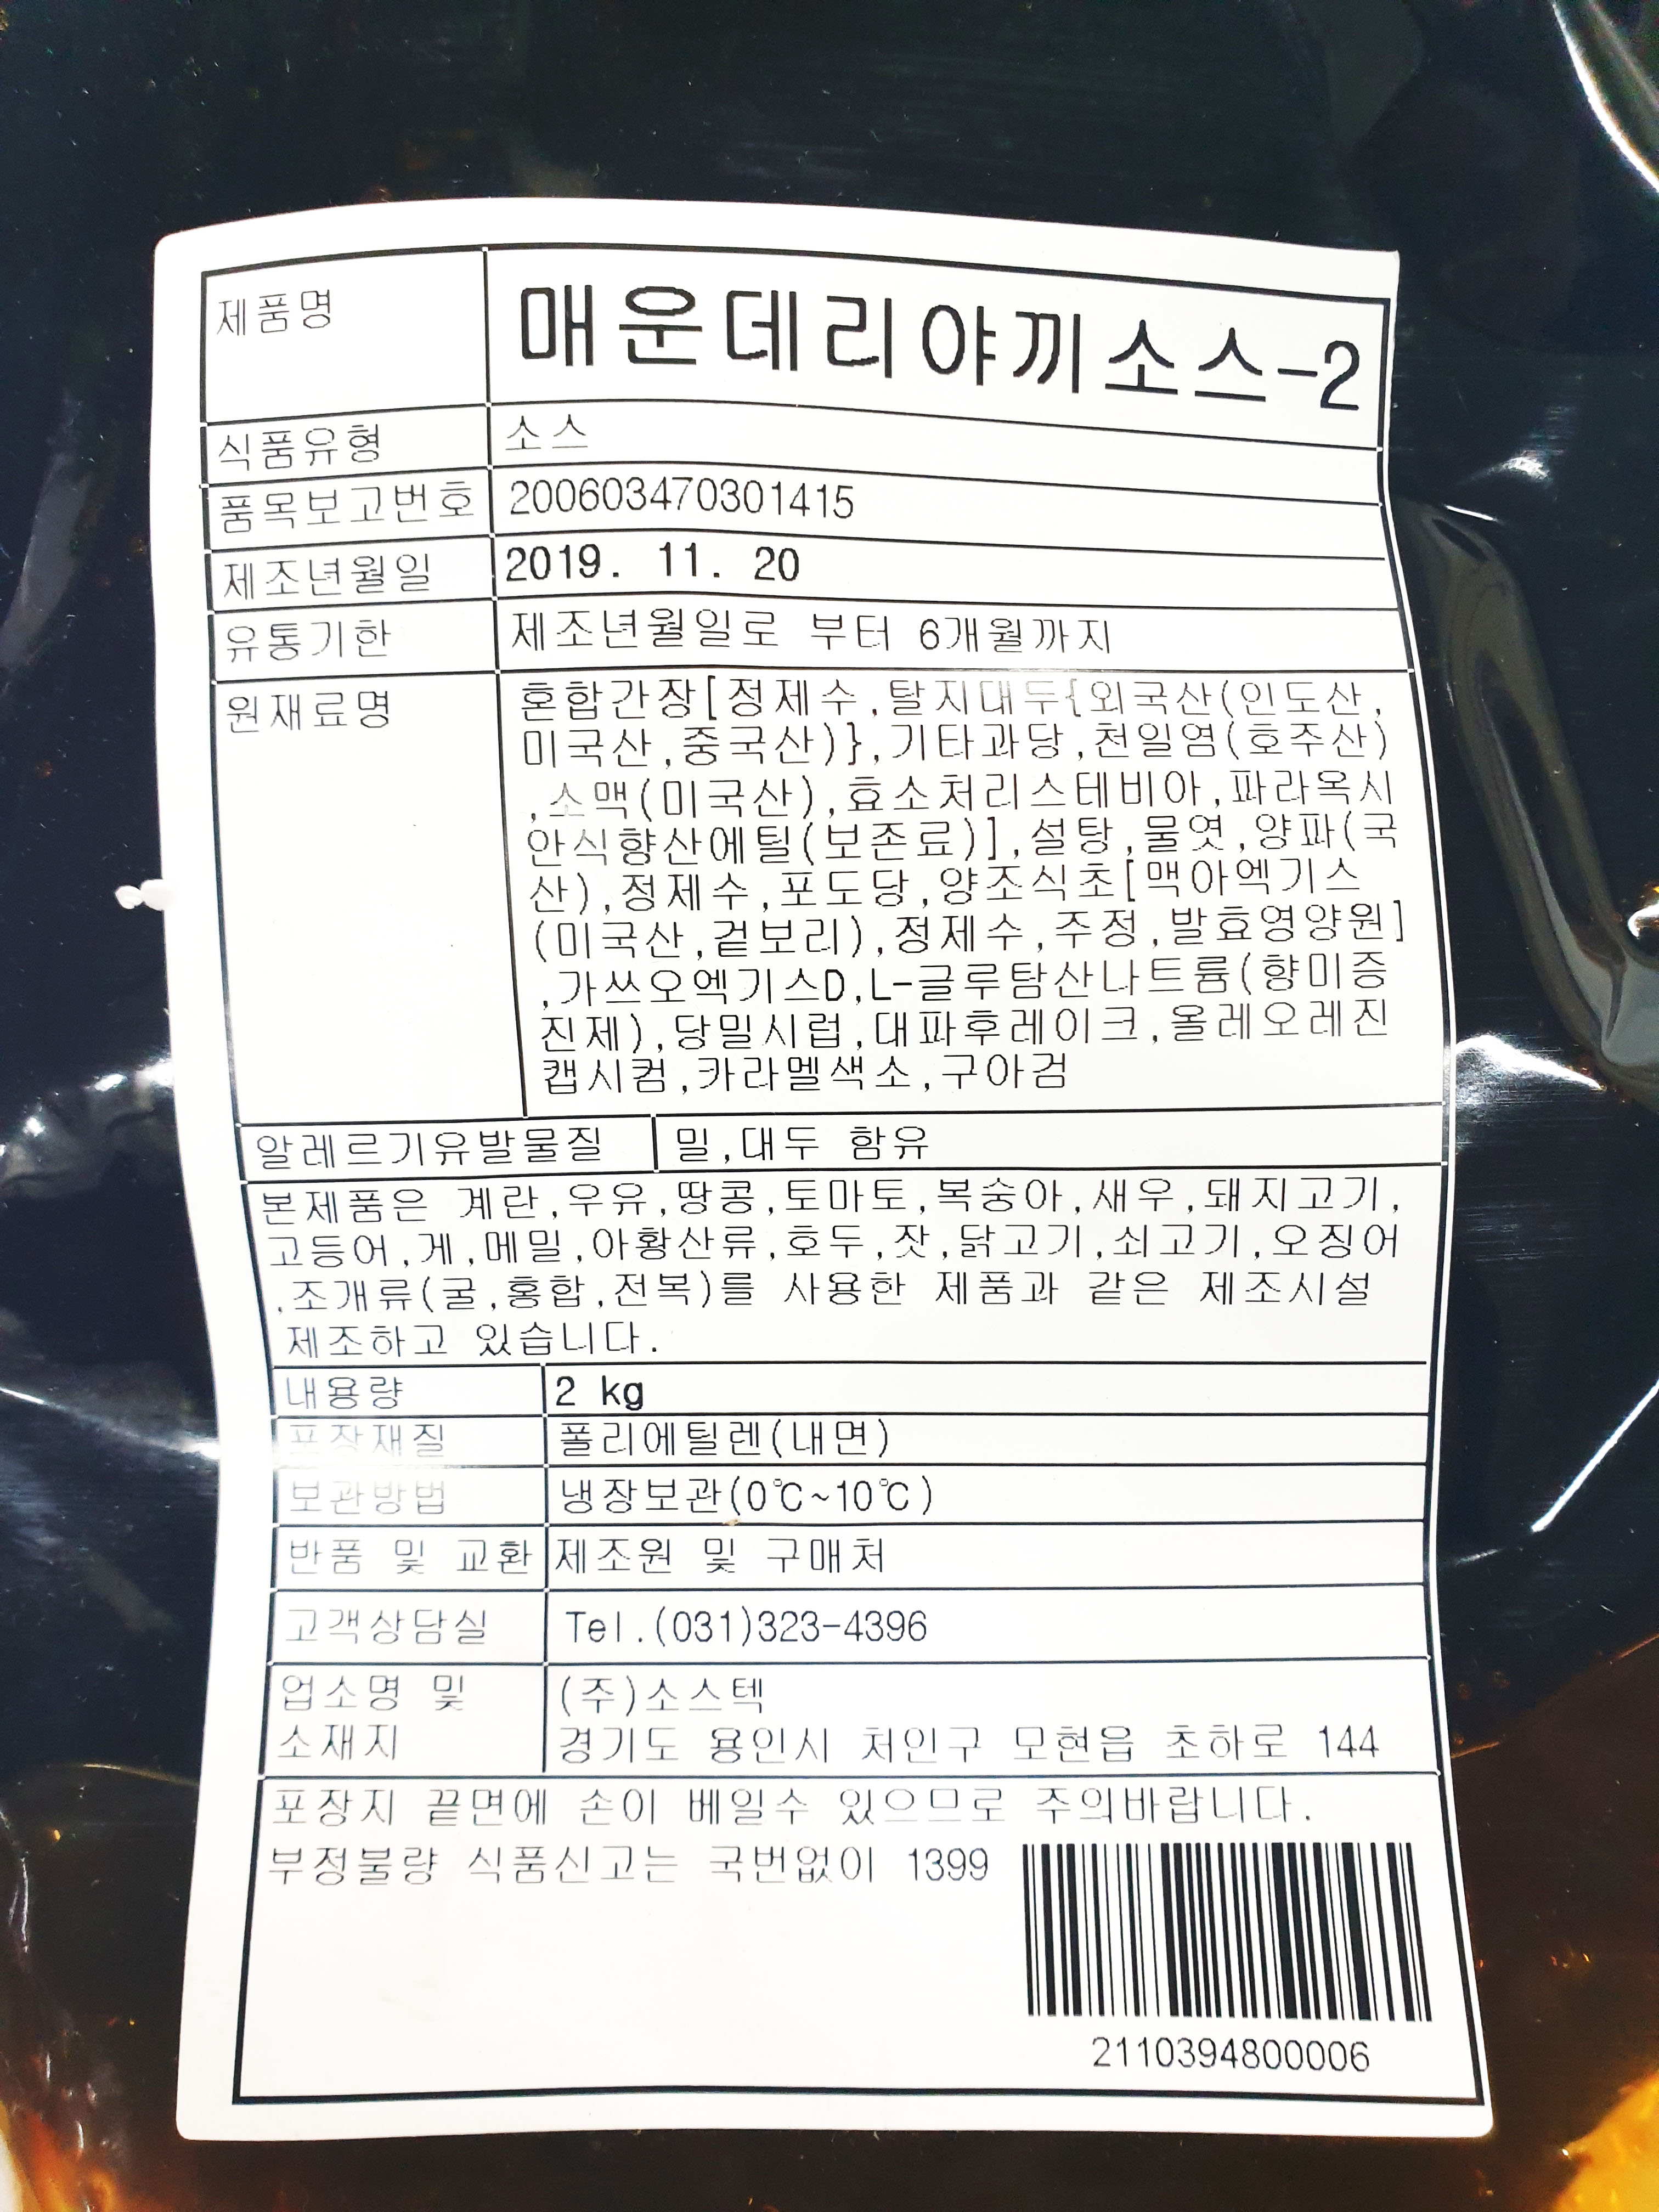 제품명 매운데리야끼소스-2
식품유형 소스
품목보고번호 200603470301415
제조년월일 2019. 11. 20
유통기한 제조년월일로 부터 6개월까지
원재료명 혼합간장[정제수,탈지대두{외국산(인도산,
미국산,중국산)},기타과당,천일염(호주산)
,소맥(미국산),효소처리스테비아,파라옥시
안식향산에틸(보존료)],설탕,물엿,양파(국
산),정제수,포도당,양조식초[맥아엑기스
(미국산,겉보리),정제수,주정,발효영양원]
,가쓰오엑기스D,L-글루탐산나트륨(향미증
진제),당밀시럽,대파후레이크,올레오레진
캡시컴,카라멜색소,구아검
알레르기유발물질 밀,대두 함유
본제품은 계란,우유,땅콩,토마토,복숭아,새우,돼지고기,
고등어,게,메밀,아황산류,호두,잣,닭고기,쇠고기,오징어
,조개류(굴,홍합,전복)를 사용한 제품과 같은 제조시설
제조하고 있습니다.
내용량 2 kg
포장재질 폴리에틸렌(내면)
보관방법 냉장보관(0℃~10℃)
반품 및 교환 제조원 및 구매처
고객상담실 Tel.(031)323-4396
업소명 및 (주)소스텍
소재지 경기도 용인시 처인구 모현읍 초하로 144
포장지 끝면에 손이 베일수 있으므로 주의바랍니다.
부정불량 식품신고는 국번없이 1399
2110394800006